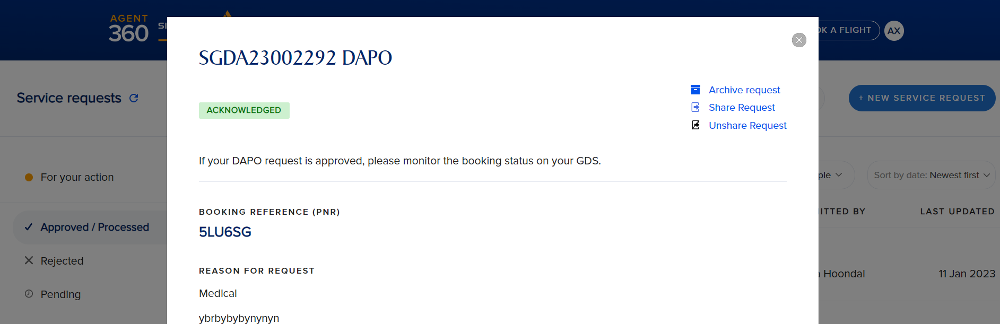 AGENT
360
OK A FLIGHT
AX
SGDA23002292 DAPO
Service requests
ACKNOWLEDGED
Archive request
Share Request
Unshare Request
+ NEW SERVICE REQUEST
If your DAPO request is approved, please monitor the booking status on your GDS.
For your action
Sort by date: Newest first
BOOKING REFERENCE (PNR)
5LU6SG
ITTED BY
LAST UPDATED
Approved / Processed
Rejected
REASON FOR REQUEST
Hoondal
11 Jan 2023
Medical
Pending
ybrbybybynynyn